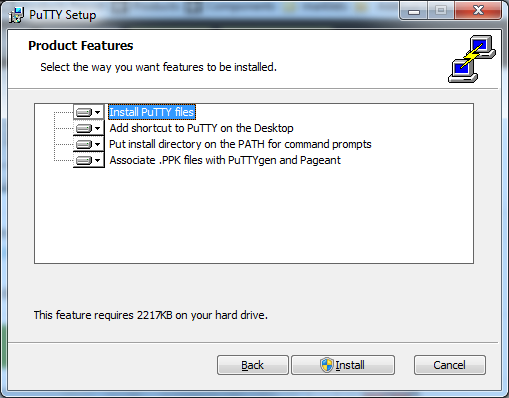 PuTTY Setup
Product Features
Select the way you want features to be installed.
Install PuTTY files
Add shortcut to PuTTY on the Desktop
Put install directory on the PATH for command prompts
Associate .PPK files with PuTTYgen and Pageant
This feature requires 2217KB on your hard drive.
Back
Install
Cancel